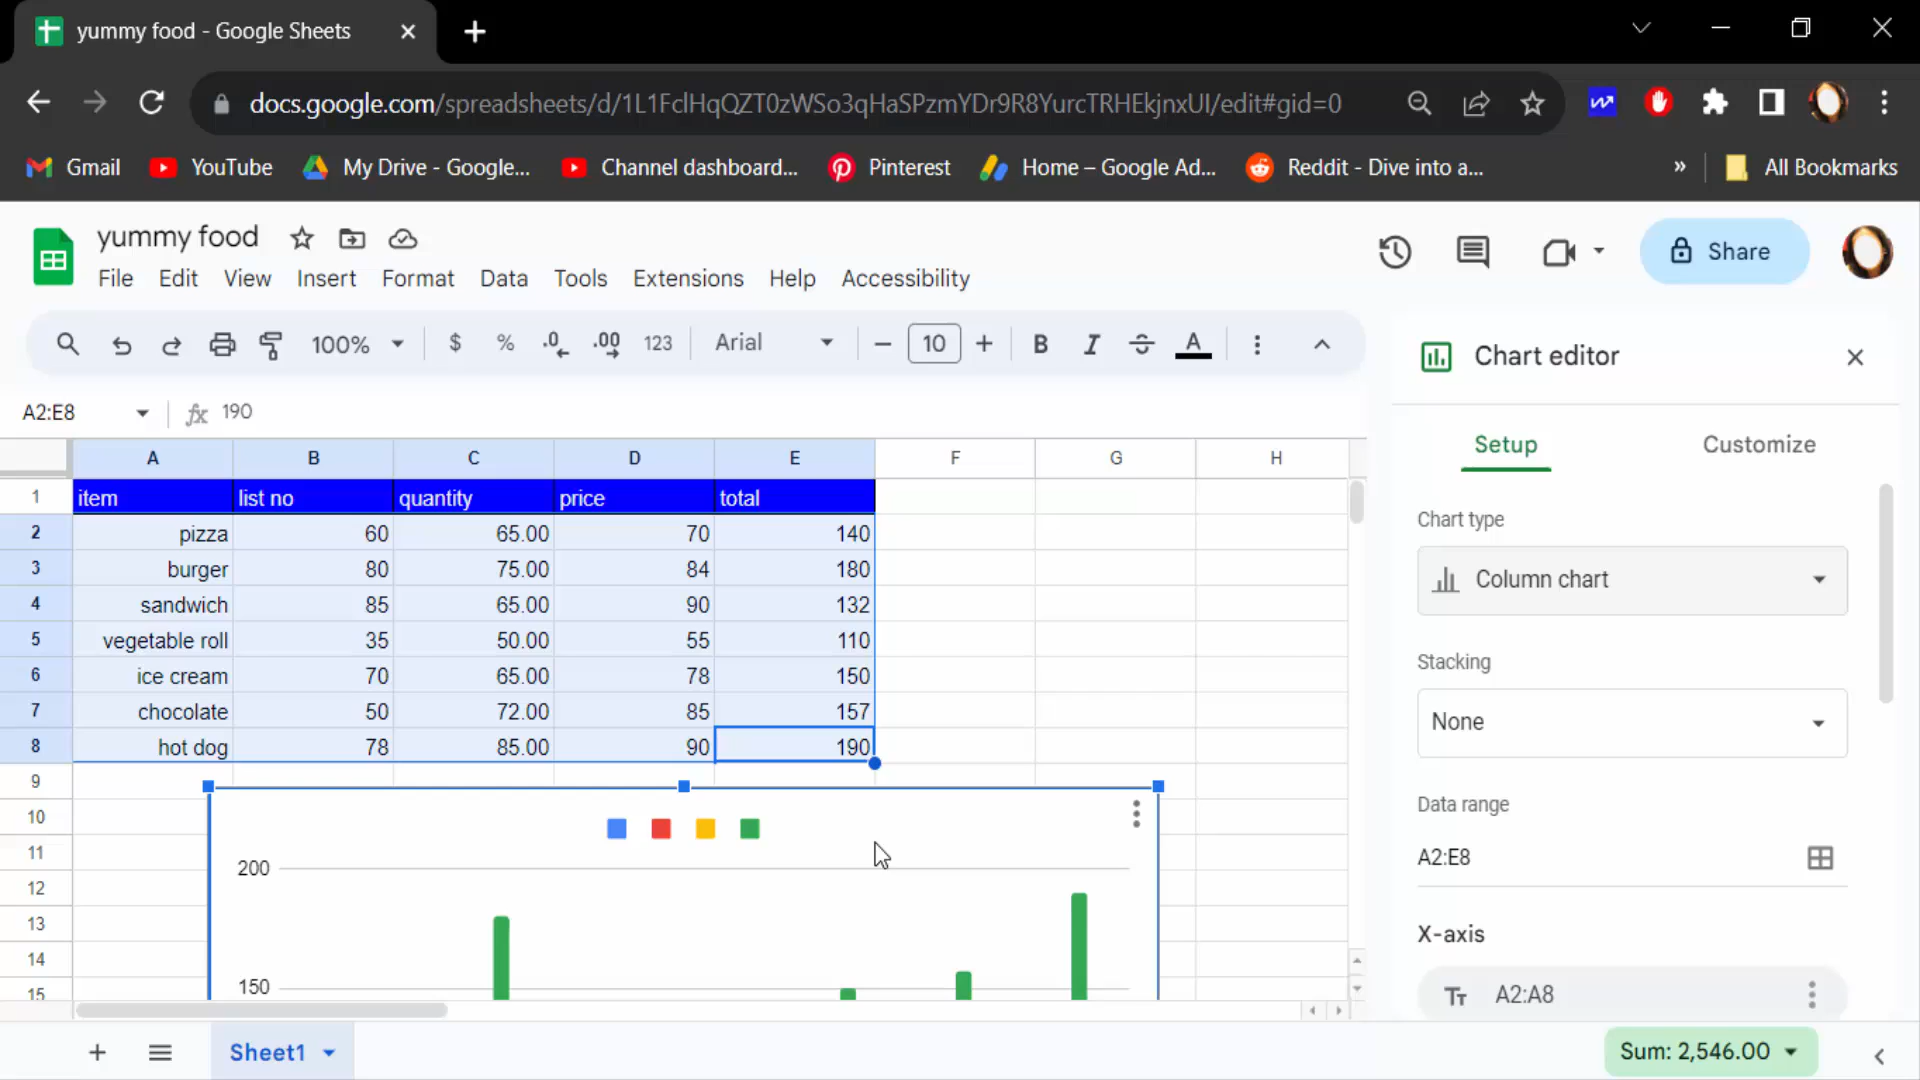 yummy food - Google Sheets
docs.google.com/spreadsheets/d/1L1FclHqQZT0zWSo3qHaSPzmYDr9R8YurcTRHEkjnxUI/edit#gid=0
Gmail YouTube My Drive - Google... Channel dashboard... Pinterest Home – Google Ad... Reddit - Dive into a... » All Bookmarks
yummy food
Share
File Edit View Insert Format Data Tools Extensions Help Accessibility
100% $ % .0 .00 123 Arial 10 B I S A
Chart editor
A2:E8 fx 190
Setup Customize
A B C D E F G H
1 item list no quantity price total
2 pizza 60 65.00 70 140
3 burger 80 75.00 84 180
4 sandwich 85 65.00 90 132
5 vegetable roll 35 50.00 55 110
6 ice cream 70 65.00 78 150
7 chocolate 50 72.00 85 157
8 hot dog 78 85.00 90 190
9
10
11
12
13
14
15
200
150
Chart type
Column chart
Stacking
None
Data range
A2:E8
X-axis
Tт A2:A8
Sheet1
Sum: 2,546.00